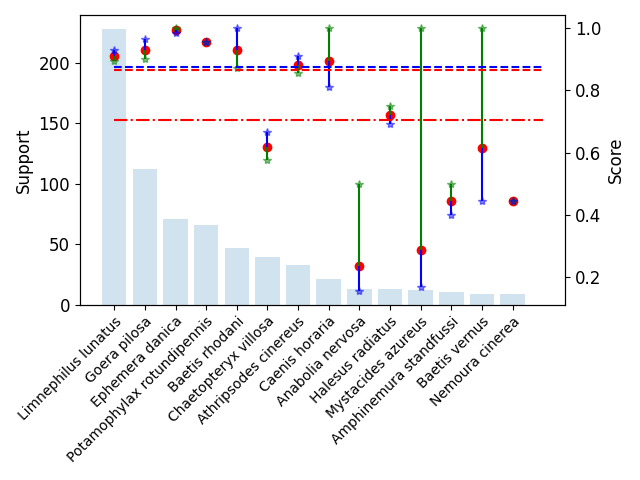 Support
200
150
100
50
0
1.0
0.8
0.6
0.4
0.2
Score
Limnephilus lunatus
Goera pilosa
Ephemera danica
Potamophylax rotundipennis
Baetis rhodani
Chaetopteryx villosa
Athripsodes cinereus
Caenis horaria
Anabolia nervosa
Halesus radiatus
Mystacides azureus
Amphinemura standfussi
Baetis vernus
Nemoura cinerea